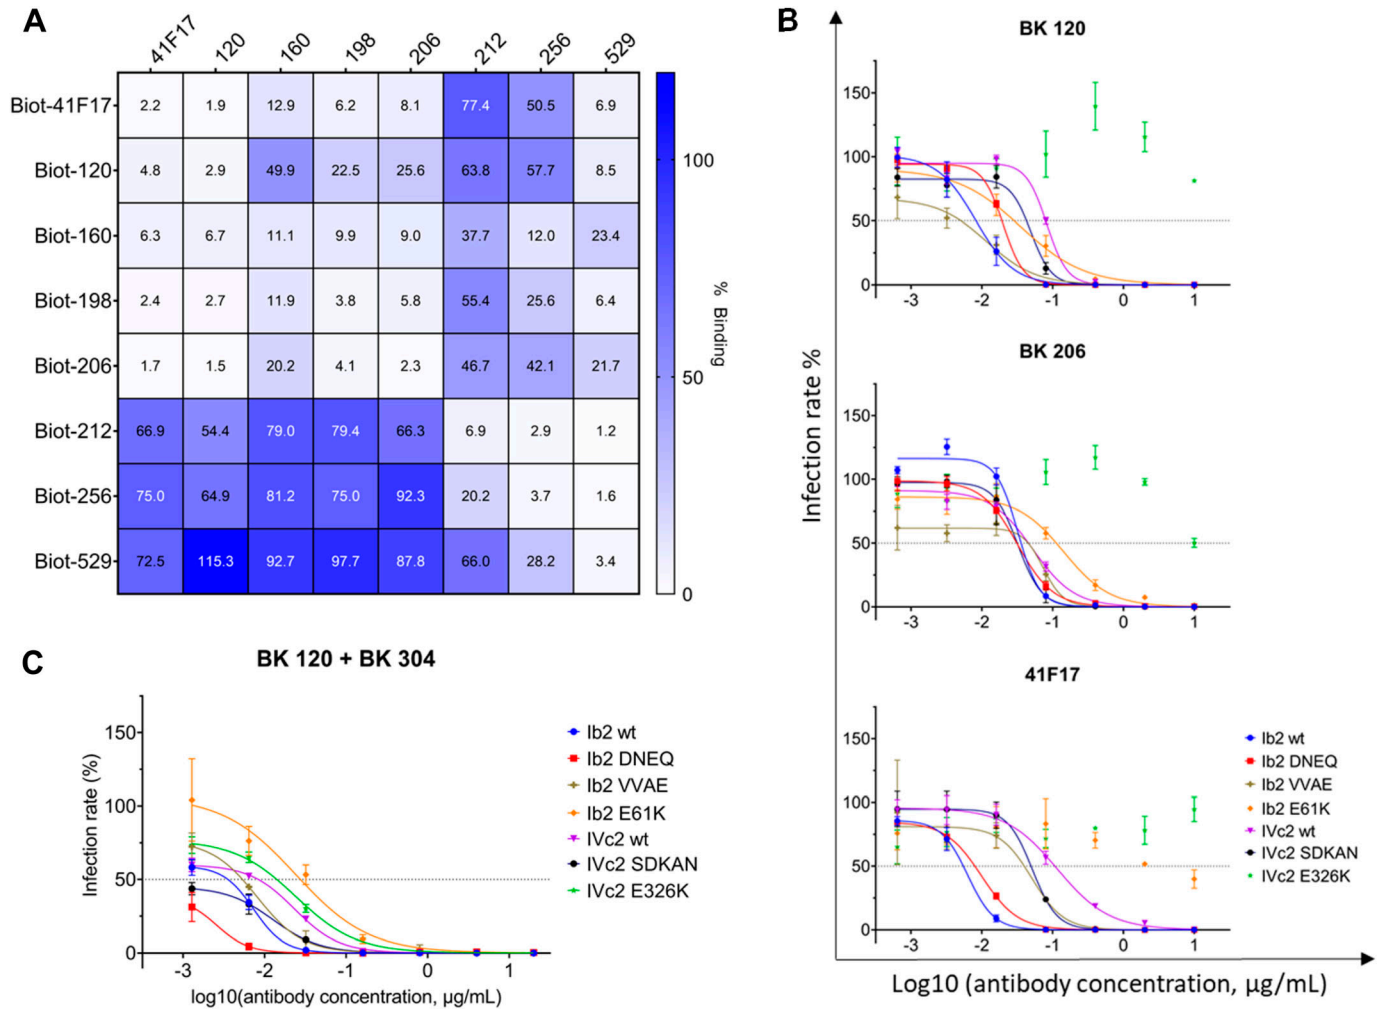 A
41F17 120 160 198 206 212 256 529
Biot-41F17 2.2 1.9 12.9 6.2 8.1 77.4 50.5 6.9
Biot-120 4.8 2.9 49.9 22.5 25.6 63.8 57.7 8.5
Biot-160 6.3 6.7 11.1 9.9 9.0 37.7 12.0 23.4
Biot-198 2.4 2.7 11.9 3.8 5.8 55.4 25.6 6.4
Biot-206 1.7 1.5 20.2 4.1 2.3 46.7 42.1 21.7
Biot-212 66.9 54.4 79.0 79.4 66.3 6.9 2.9 1.2
Biot-256 75.0 64.9 81.2 75.0 92.3 20.2 3.7 1.6
Biot-529 72.5 115.3 92.7 97.7 87.8 66.0 28.2 3.4
100
50
0
% Binding
B
Infection rate %
BK 120
150
100
50
0
-3 -2 -1 0 1
BK 206
150
100
50
0
-3 -2 -1 0 1
41F17
150
100
50
0
-3 -2 -1 0 1
Ib2 wt
Ib2 DNEQ
Ib2 VVAE
Ib2 E61K
IVc2 wt
IVc2 SDKAN
IVc2 E326K
Log10 (antibody concentration, µg/mL)
C
BK 120 + BK 304
Infection rate (%)
150
100
50
0
-3 -2 -1 0 1
log10(antibody concentration, µg/mL)
Ib2 wt
Ib2 DNEQ
Ib2 VVAE
Ib2 E61K
IVc2 wt
IVc2 SDKAN
IVc2 E326K